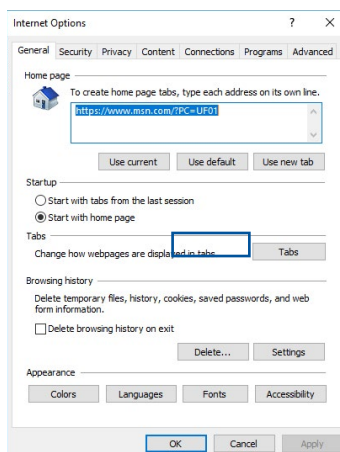 Internet Options ? X
General Security Privacy Content Connections Programs Advanced
Home page
To create home page tabs, type each address on its own line.
https://www.msn.com/?PC=UF01
Use current Use default Use new tab
Startup
Start with tabs from the last session
Start with home page
Tabs
Change how webpages are displayed in tabs. Tabs
Browsing history
Delete temporary files, history, cookies, saved passwords, and web
form information.
Delete browsing history on exit
Delete... Settings
Appearance
Colors Languages Fonts Accessibility
OK Cancel Apply